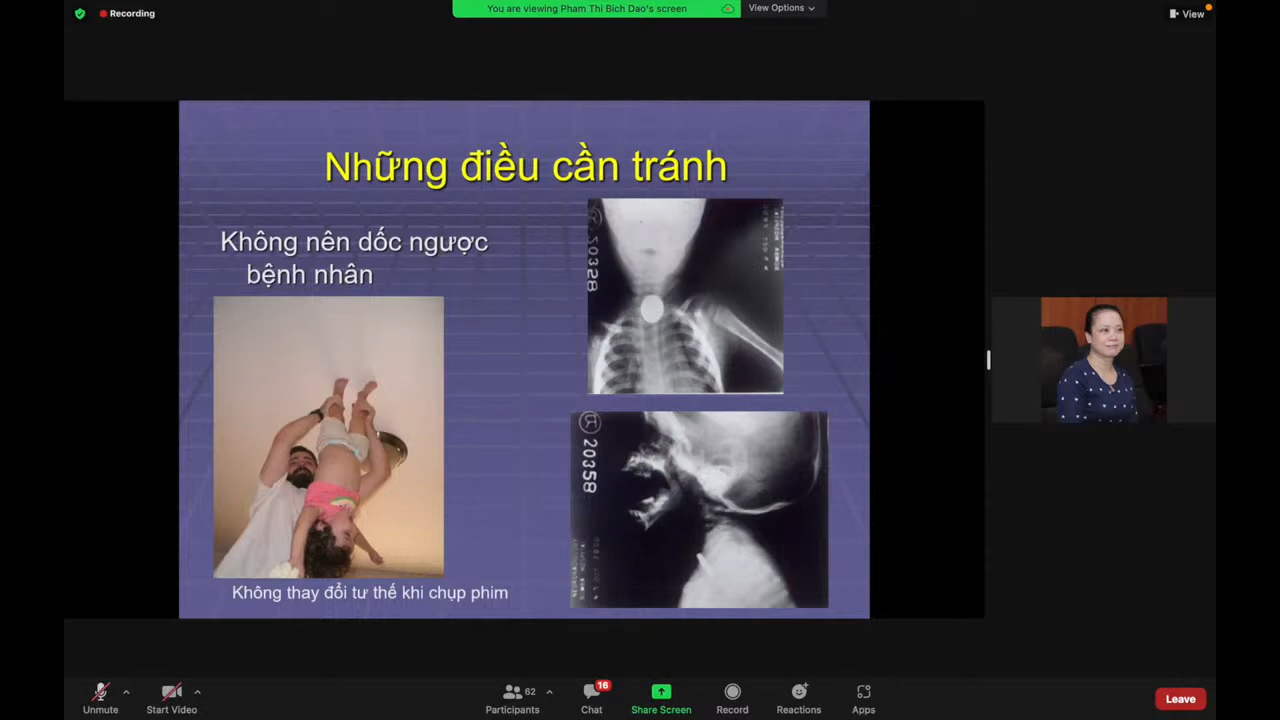 Recording
You are viewing Pham Thi Bich Dao's screen
View Options
View
Những điều cần tránh
Không nên dốc ngược
bệnh nhân
Không thay đổi tư thế khi chụp phim
R
20328
R
20358
Unmute
Start Video
62
Participants
16
Chat
Share Screen
Record
Reactions
Apps
Leave